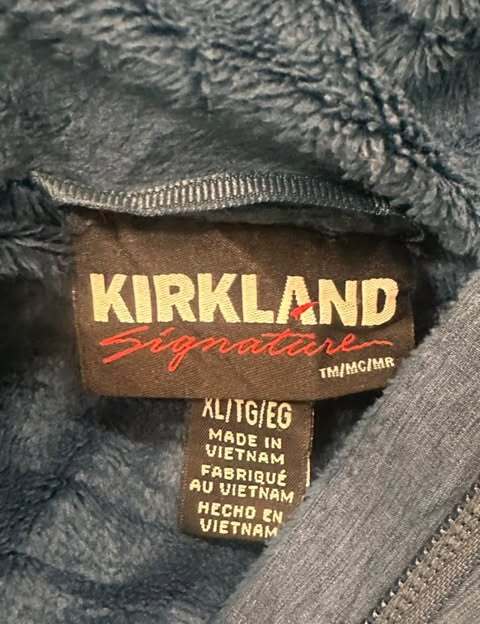 KIRKLAND
Signature
TM/MC/MR
XL/TG/EG
MADE IN
VIETNAM
FABRIQUÉ
AU VIETNAM
HECHO EN
VIETNAM